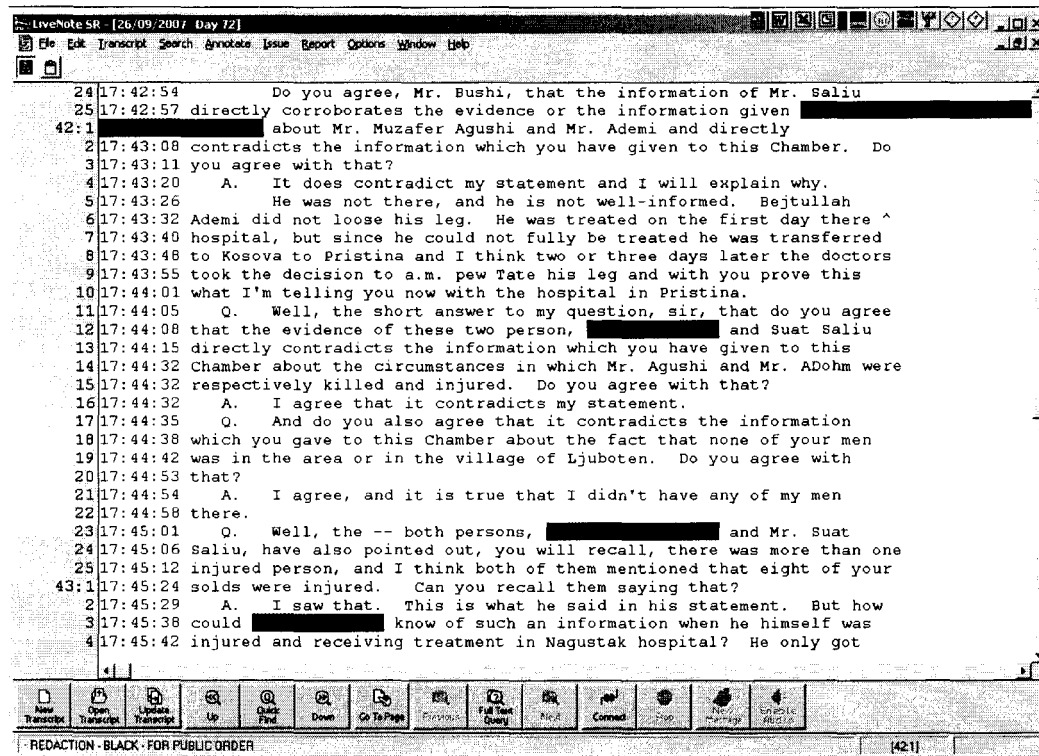 LiveNote SR - [26/09/2007 Day 72]
File Edit Transcript Search Annotate Issue Report Options Window Help
24 17:42:54 Do you agree, Mr. Bushi, that the information of Mr. Saliu
25 17:42:57 directly corroborates the evidence or the information given
42:1 about Mr. Muzafer Agushi and Mr. Ademi and directly
2 17:43:08 contradicts the information which you have given to this Chamber. Do
3 17:43:11 you agree with that?
4 17:43:20 A. It does contradict my statement and I will explain why.
5 17:43:26 He was not there, and he is not well-informed. Bejtullah
6 17:43:32 Ademi did not loose his leg. He was treated on the first day there ^
7 17:43:40 hospital, but since he could not fully be treated he was transferred
8 17:43:48 to Kosova to Pristina and I think two or three days later the doctors
9 17:43:55 took the decision to a.m. pew Tate his leg and with you prove this
10 17:44:01 what I'm telling you now with the hospital in Pristina.
11 17:44:05 Q. Well, the short answer to my question, sir, that do you agree
12 17:44:08 that the evidence of these two person, and Suat Saliu
13 17:44:15 directly contradicts the information which you have given to this
14 17:44:32 Chamber about the circumstances in which Mr. Agushi and Mr. ADohm were
15 17:44:32 respectively killed and injured. Do you agree with that?
16 17:44:32 A. I agree that it contradicts my statement.
17 17:44:35 Q. And do you also agree that it contradicts the information
18 17:44:38 which you gave to this Chamber about the fact that none of your men
19 17:44:42 was in the area or in the village of Ljuboten. Do you agree with
20 17:44:53 that?
21 17:44:54 A. I agree, and it is true that I didn't have any of my men
22 17:44:58 there.
23 17:45:01 Q. Well, the -- both persons, and Mr. Suat
24 17:45:06 Saliu, have also pointed out, you will recall, there was more than one
25 17:45:12 injured person, and I think both of them mentioned that eight of your
43:1 17:45:24 solds were injured. Can you recall them saying that?
2 17:45:29 A. I saw that. This is what he said in his statement. But how
3 17:45:38 could know of such an information when he himself was
4 17:45:42 injured and receiving treatment in Nagustak hospital? He only got
New Transcript Open Transcript Update Transcript Up Quick Find Down Go To Page Previous Full Text Query Next Connect Stop Message Enable Audio
REDACTION - BLACK - FOR PUBLIC ORDER [42:1]